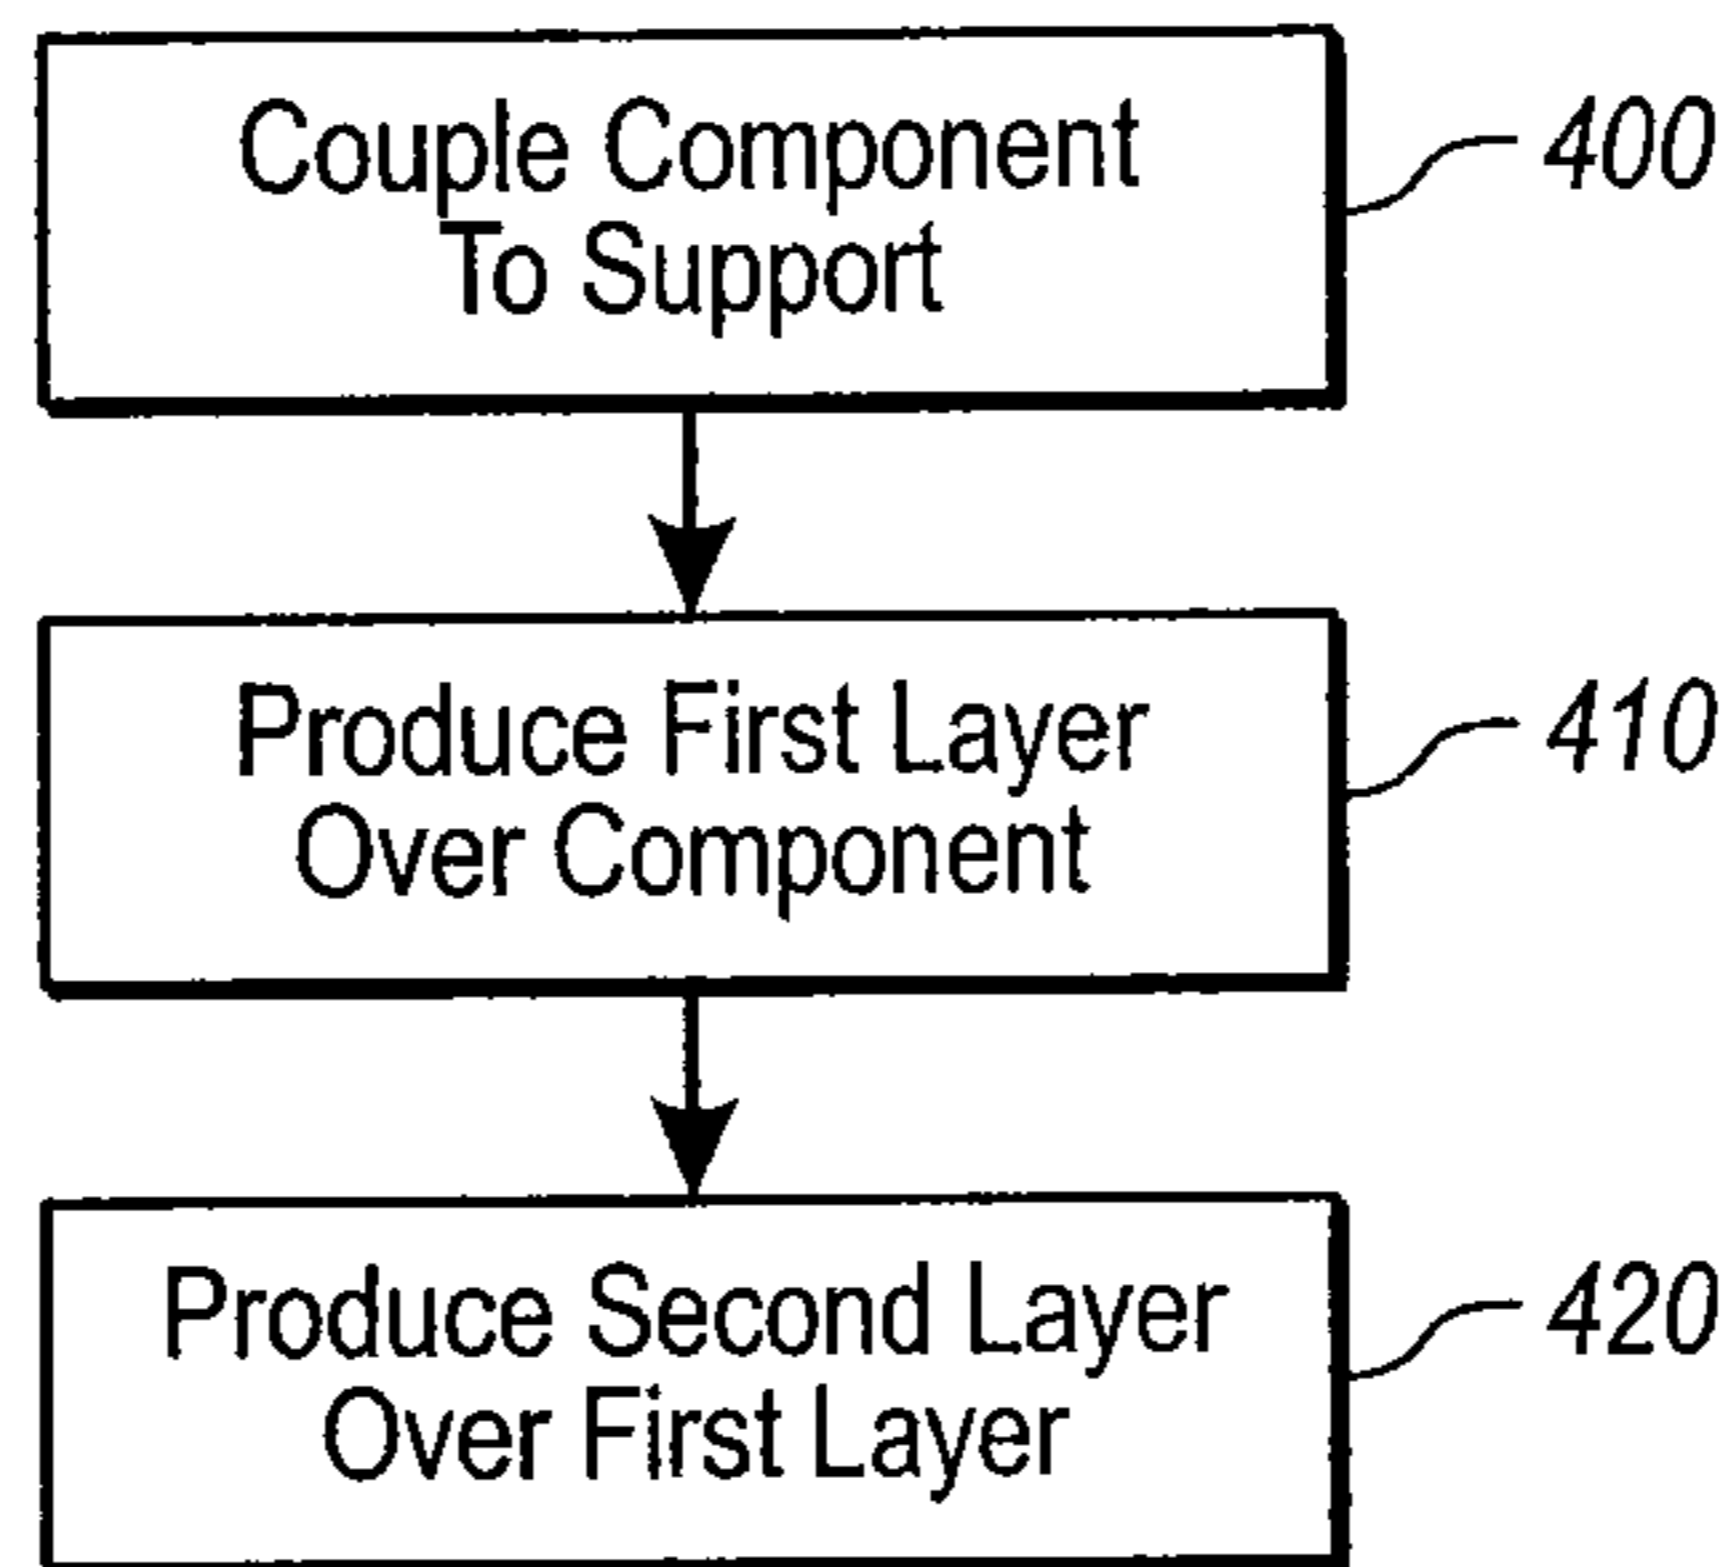 Couple Component
To Support
400
Produce First Layer
Over Component
410
Produce Second Layer
Over First Layer
420